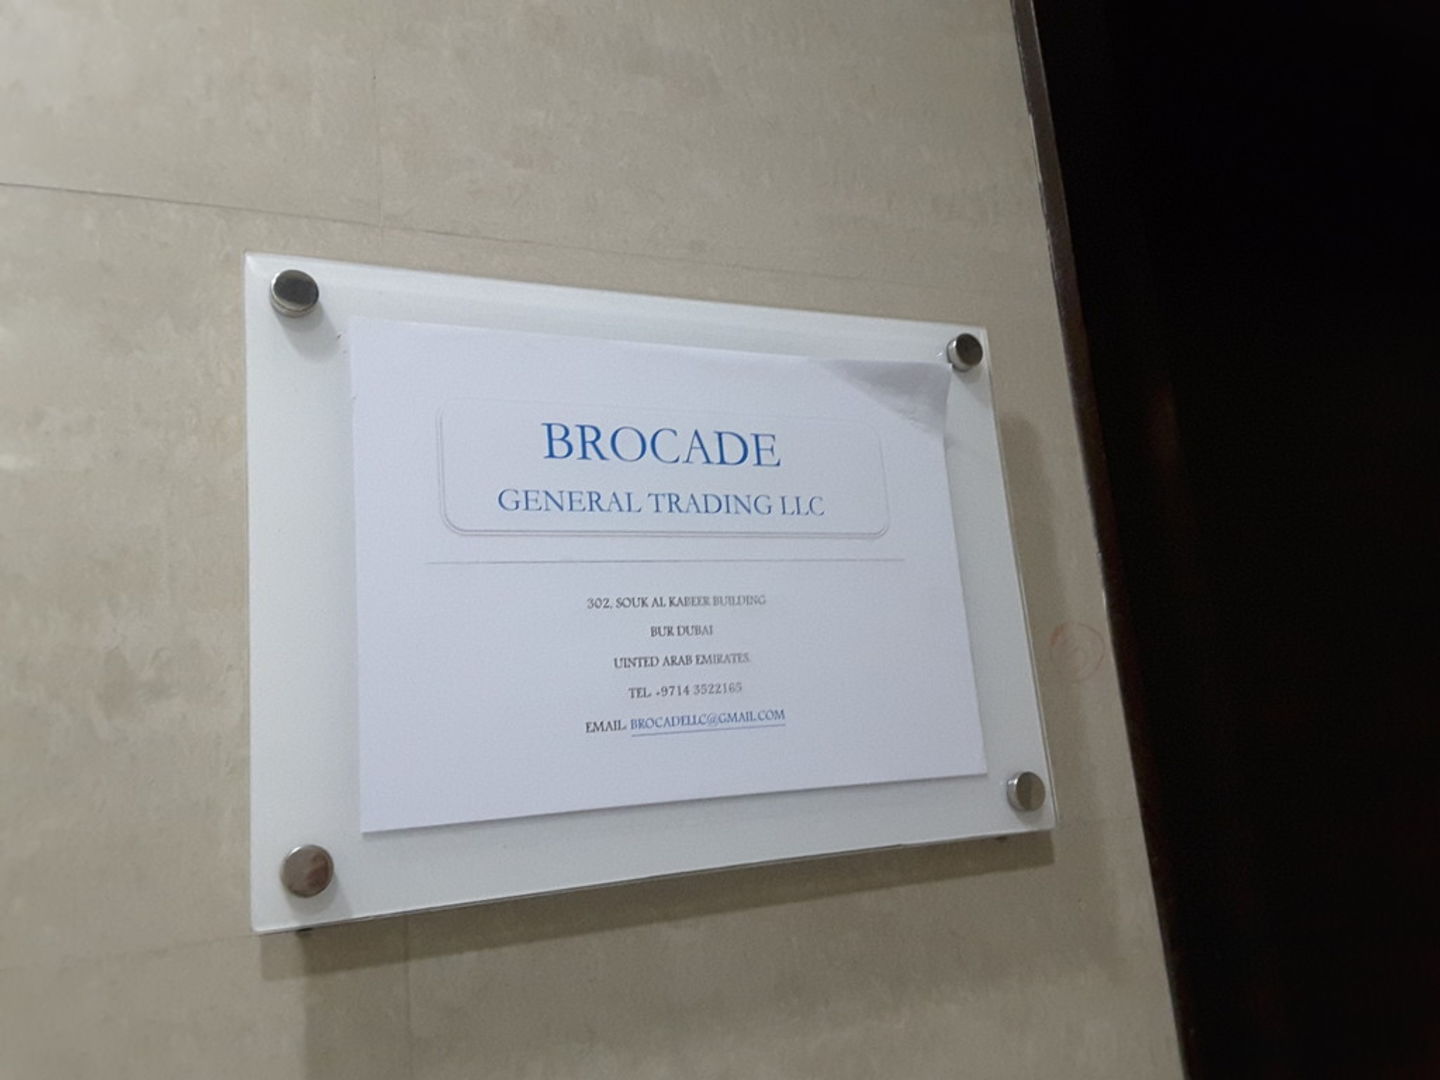 BROCADE
GENERAL TRADING LLC
302, SOUK AL KABEER BUILDING
BUR DUBAI
UINTED ARAB EMIRATES.
TEL. +9714 3522165
EMAIL: BROCADELLC@GMAIL.COM